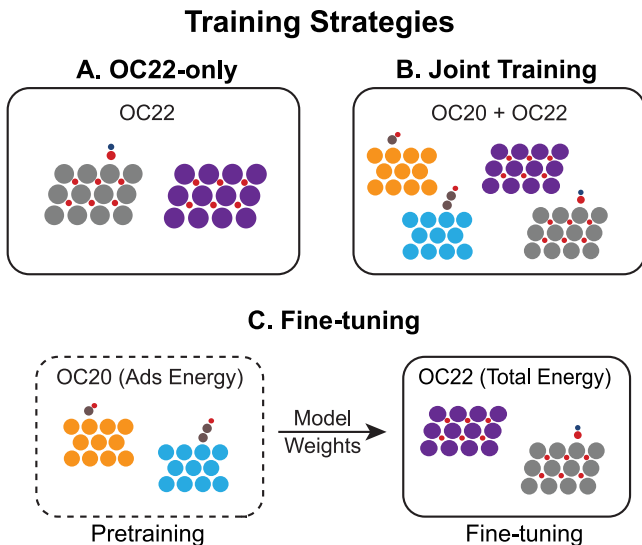 Training Strategies
A. OC22-only
B. Joint Training
OC22
OC20 + OC22
C. Fine-tuning
OC20 (Ads Energy)
OC22 (Total Energy)
Model
Weights
Pretraining
Fine-tuning